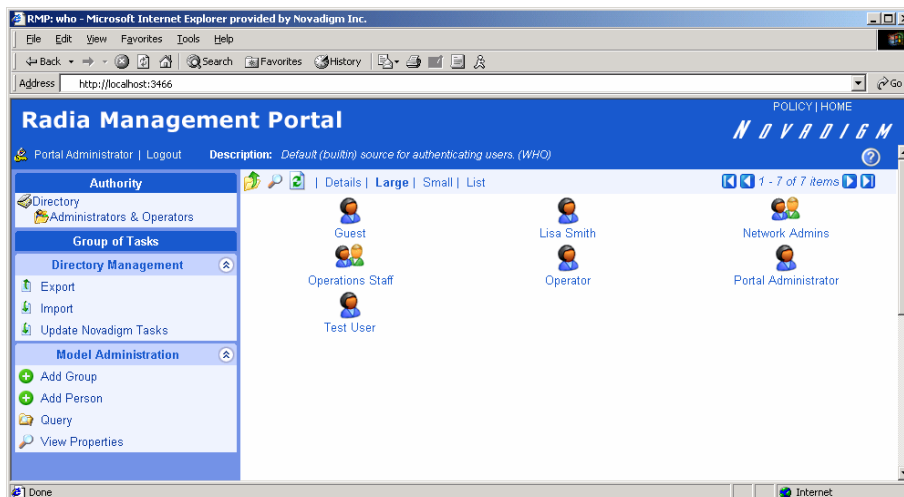 RMP: who - Microsoft Internet Explorer provided by Novadigm Inc.
File Edit View Favorites Tools Help
Back Search Favorites History
Address http://localhost:3466 Go
POLICY | HOME
Radia Management Portal
NOVADIGM
Portal Administrator | Logout Description: Default (builtin) source for authenticating users. (WHO)
Authority
Directory
Administrators & Operators
Group of Tasks
Directory Management
Export
Import
Update Novadigm Tasks
Model Administration
Add Group
Add Person
Query
View Properties
| Details | Large | Small | List 1 - 7 of 7 items
Guest Lisa Smith Network Admins
Operations Staff Operator Portal Administrator
Test User
Done Internet